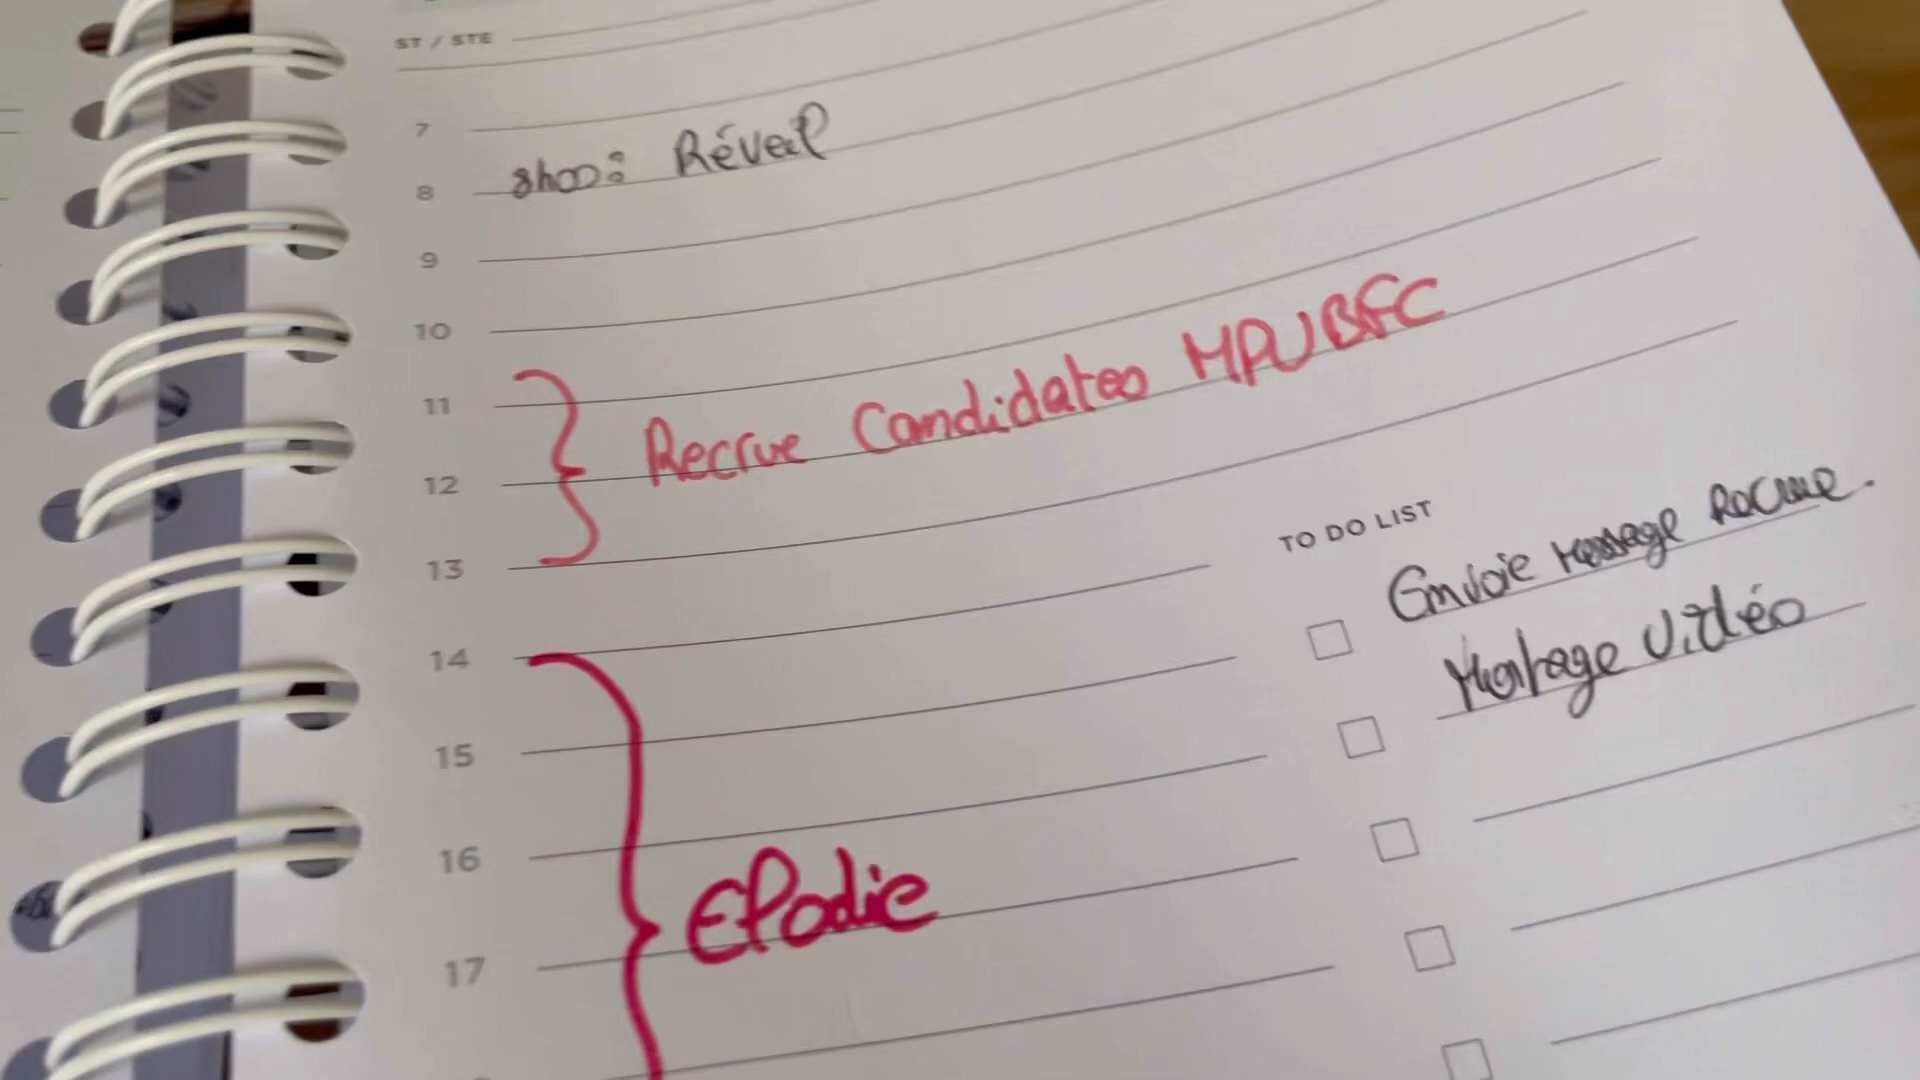 ST / STE
7
8h00: Réveil
8
9
10
11
Recrue Candidates MPUBFC
12
13
TO DO LIST
Envoie message Racine.
Montage Vidéo
14
15
16
Elodie
17